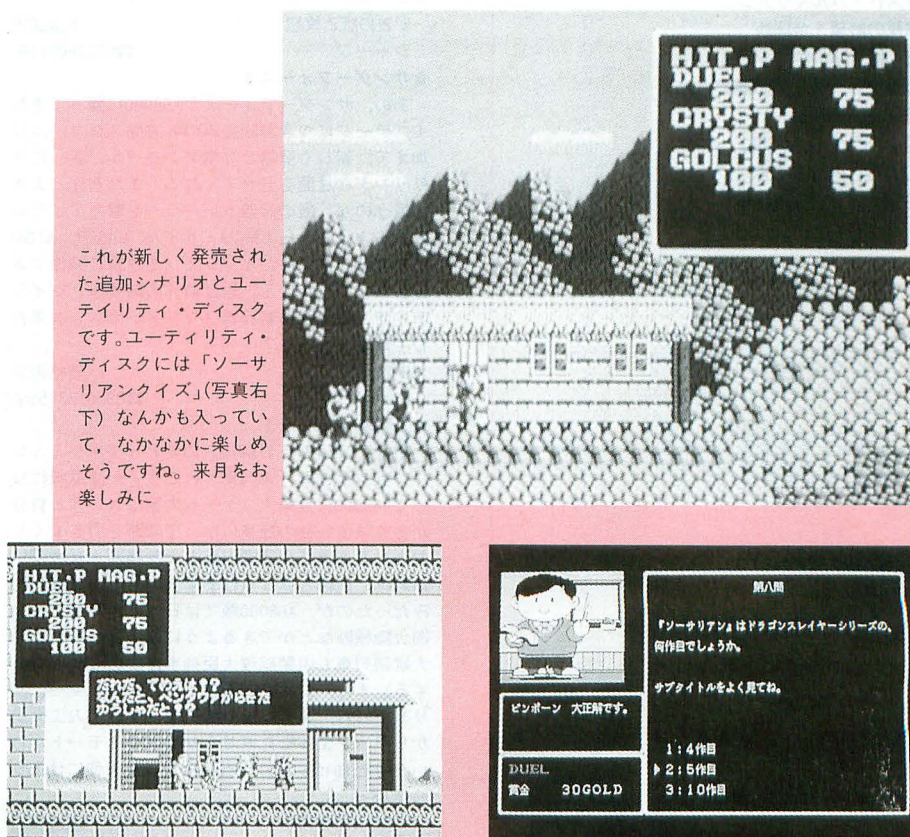 HIT.P MAG.P
DUEL
200 75
CRYSTY
200 75
GOLCUS
100 50
これが新しく発売され
た追加シナリオとユー
テイリティ・ディスク
です。ユーティリティ・
ディスクには「ソーサ
リアンクイズ」(写真右
下) なんかも入ってい
て，なかなかに楽しめ
そうですね。来月をお
楽しみに
HIT.P MAG.P
DUEL
200 75
CRYSTY
200 75
GOLCUS
100 50
だれだ、てめえは!?
なんだと、ペンタウァからきた
ゆうしゃだと!?
第八問
『ソーサリアン』はドラゴンスレイヤーシリーズの、
何作目でしょうか。
サブタイトルをよく見てね。
ピンポーン 大正解です。
1:4作目
▶2:5作目
3:10作目
DUEL
賞金 30GOLD